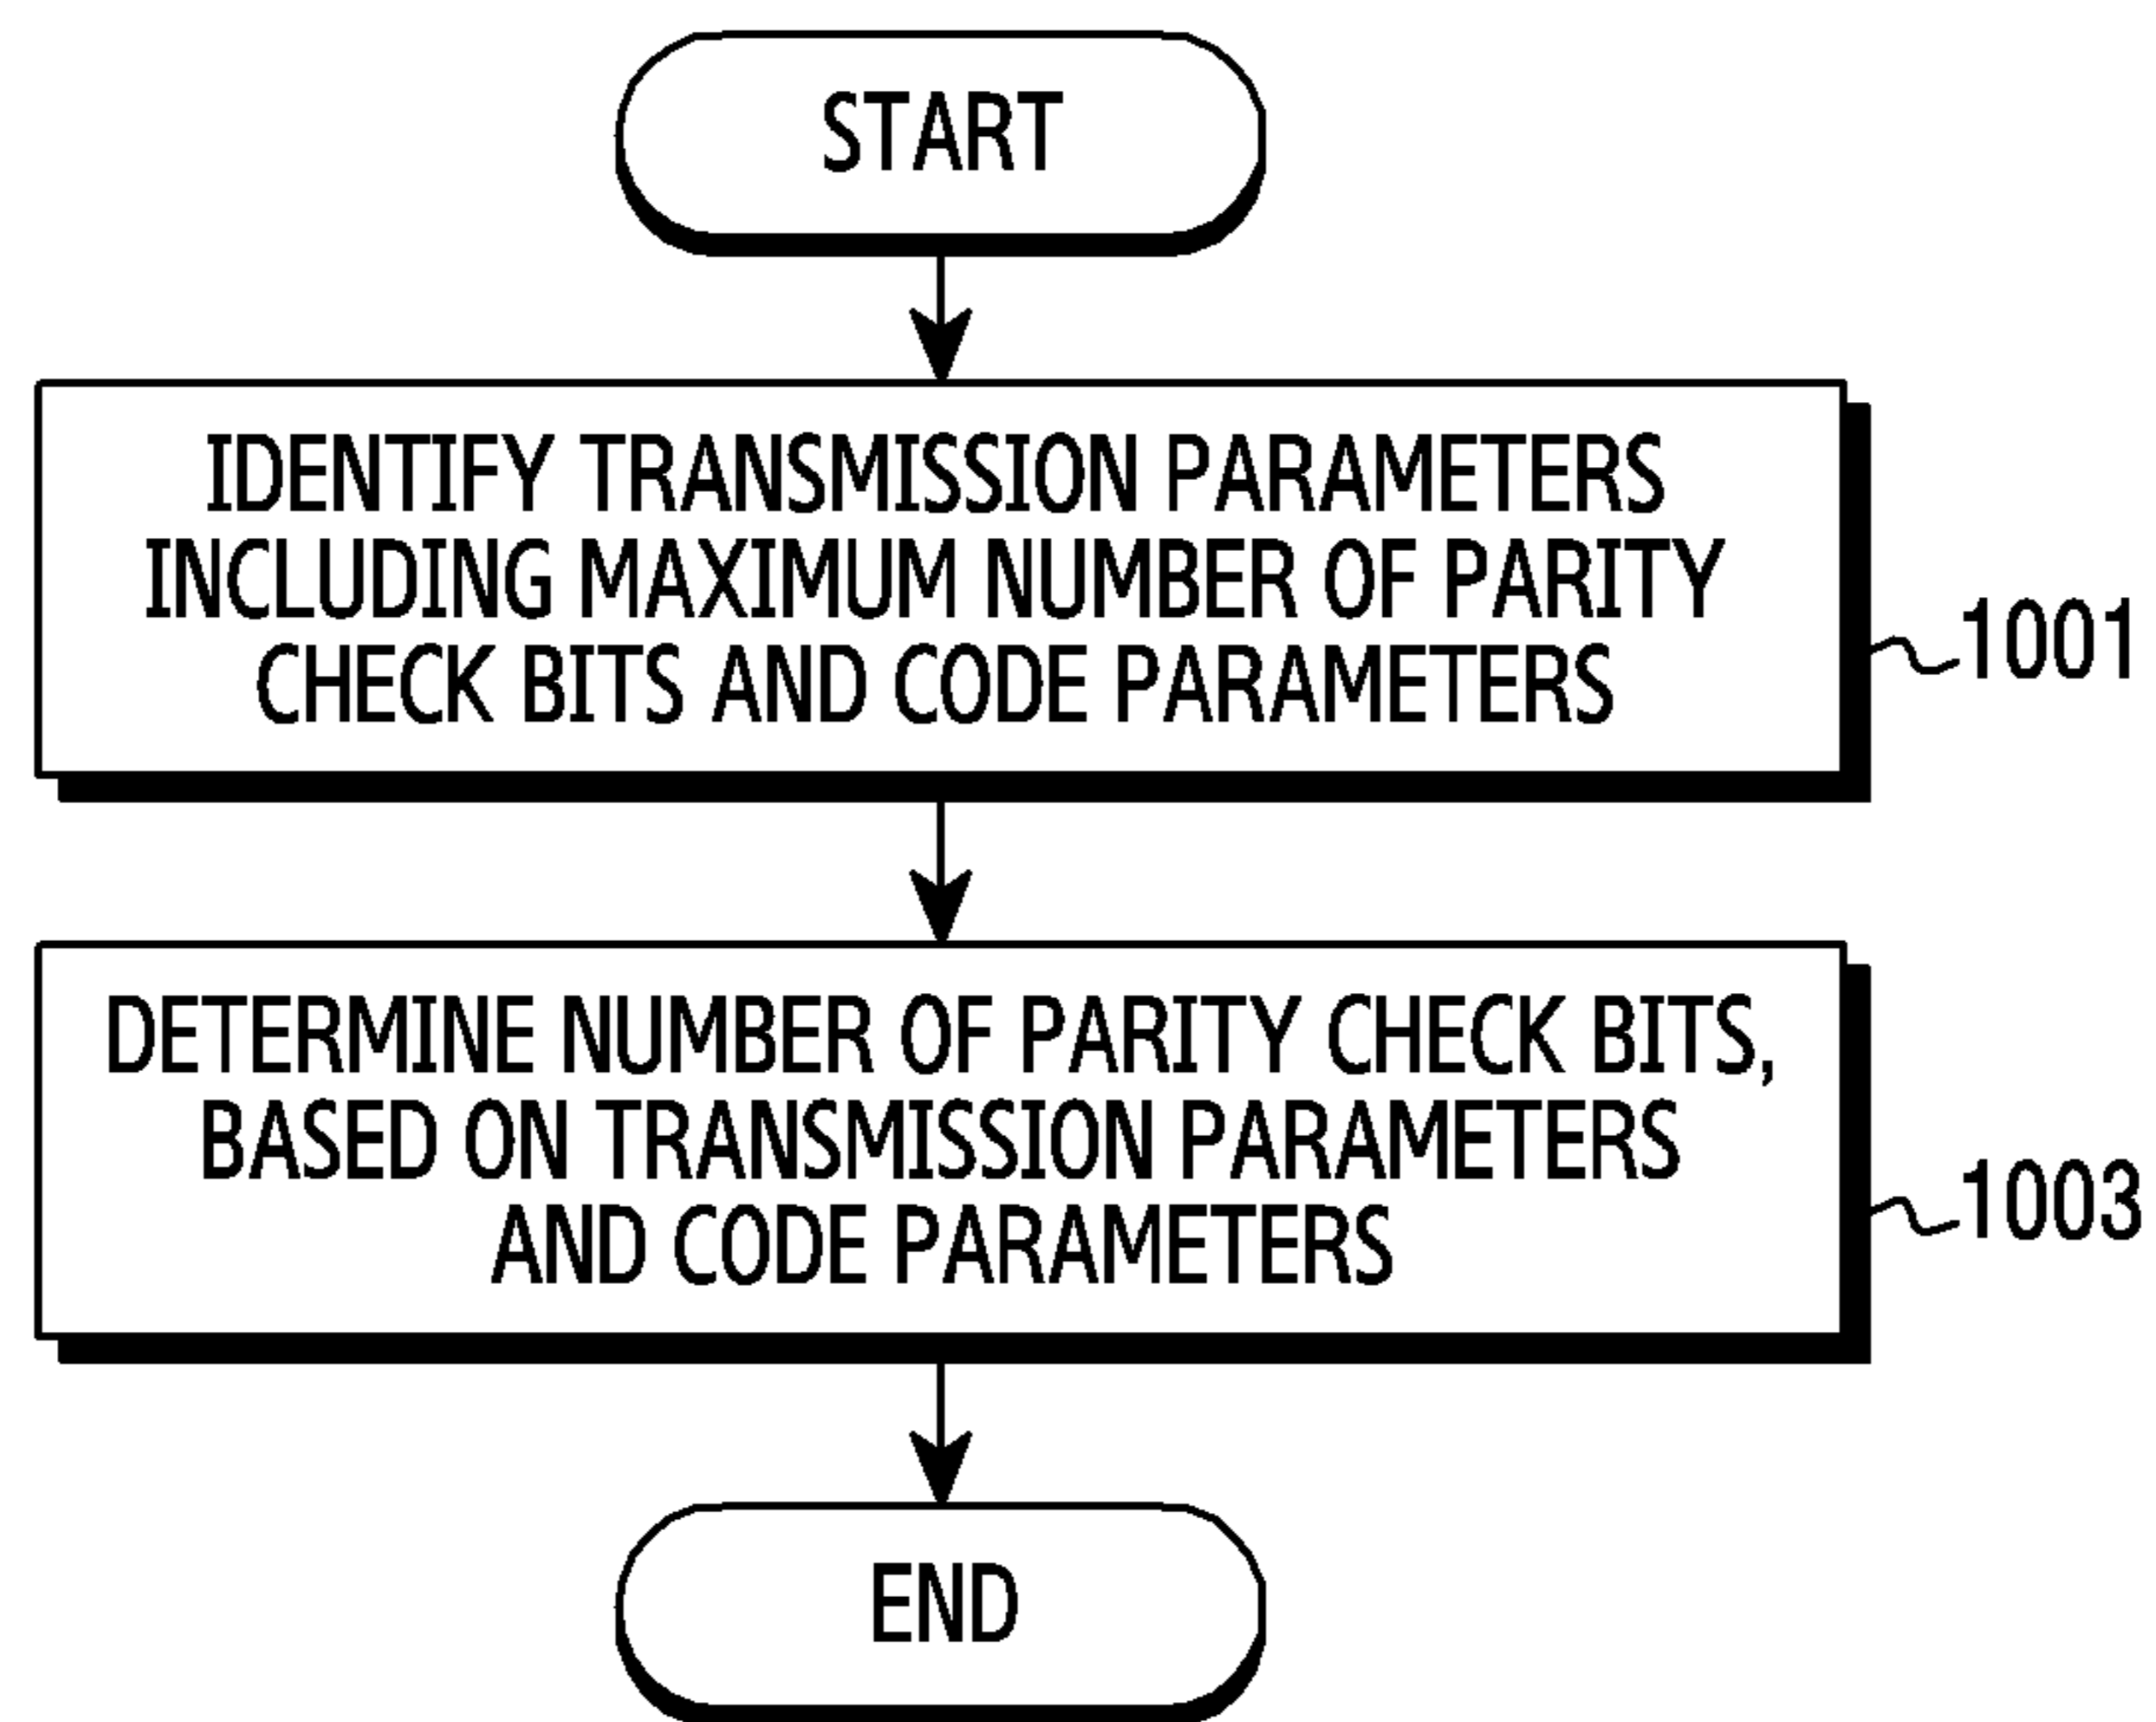 START
IDENTIFY TRANSMISSION PARAMETERS
INCLUDING MAXIMUM NUMBER OF PARITY
CHECK BITS AND CODE PARAMETERS
1001
DETERMINE NUMBER OF PARITY CHECK BITS,
BASED ON TRANSMISSION PARAMETERS
AND CODE PARAMETERS
1003
END